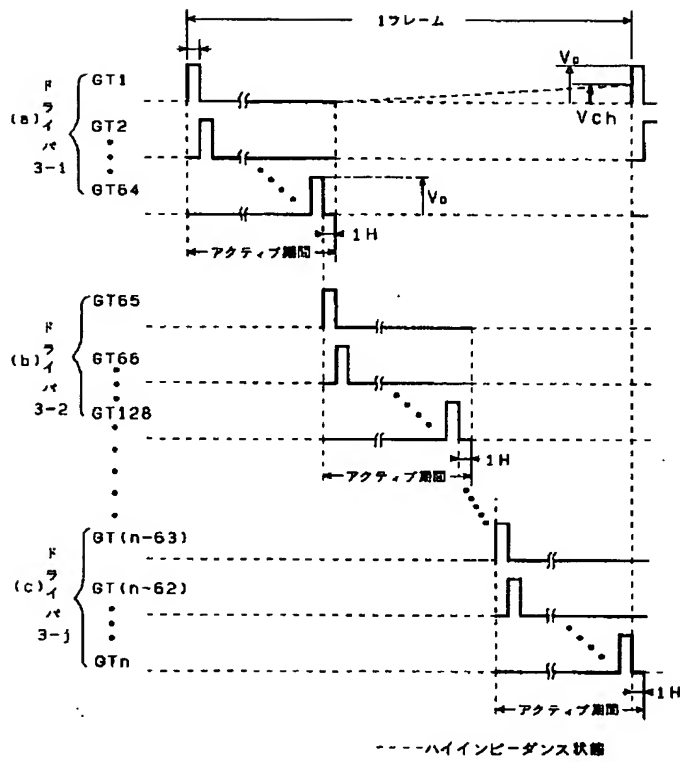 1フレーム
(a) ドライバ 3-1
GT1
VD
Vch
GT2
GT64
VD
1H
アクティブ期間
(b) ドライバ 3-2
GT65
GT66
GT128
1H
アクティブ期間
(c) ドライバ 3-j
GT(n-63)
GT(n-62)
GTn
1H
アクティブ期間
----ハイインピーダンス状態